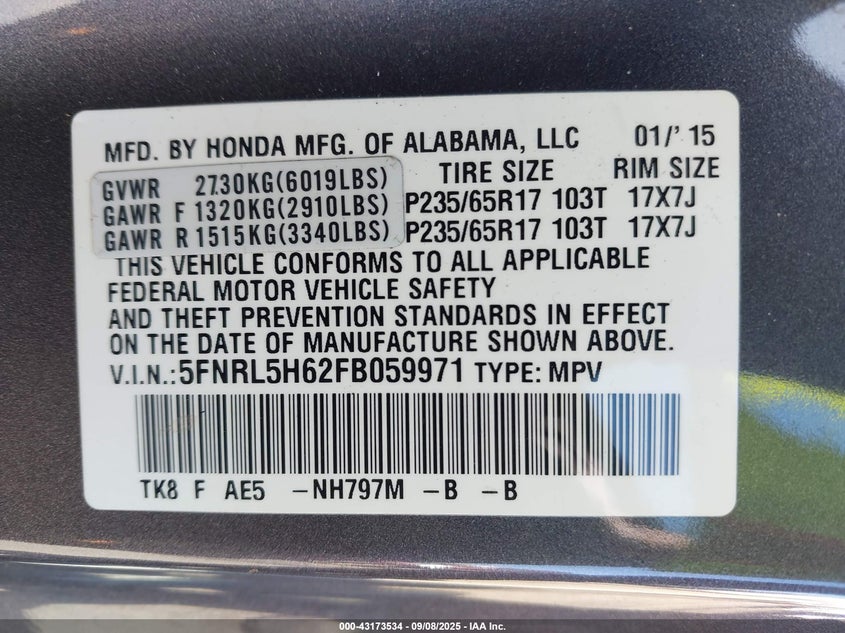 MFD. BY HONDA MFG. OF ALABAMA, LLC 01/' 15
TIRE SIZE RIM SIZE
GVWR 2730KG(6019LBS)
GAWR F 1320KG(2910LBS) P235/65R17 103T 17X7J
GAWR R 1515KG(3340LBS) P235/65R17 103T 17X7J
THIS VEHICLE CONFORMS TO ALL APPLICABLE
FEDERAL MOTOR VEHICLE SAFETY
AND THEFT PREVENTION STANDARDS IN EFFECT
ON THE DATE OF MANUFACTURE SHOWN ABOVE.
V.I.N.:5FNRL5H62FB059971 TYPE: MPV
TK8 F AE5 -NH797M -B -B
000-43173534 - 09/08/2025 - IAA Inc.